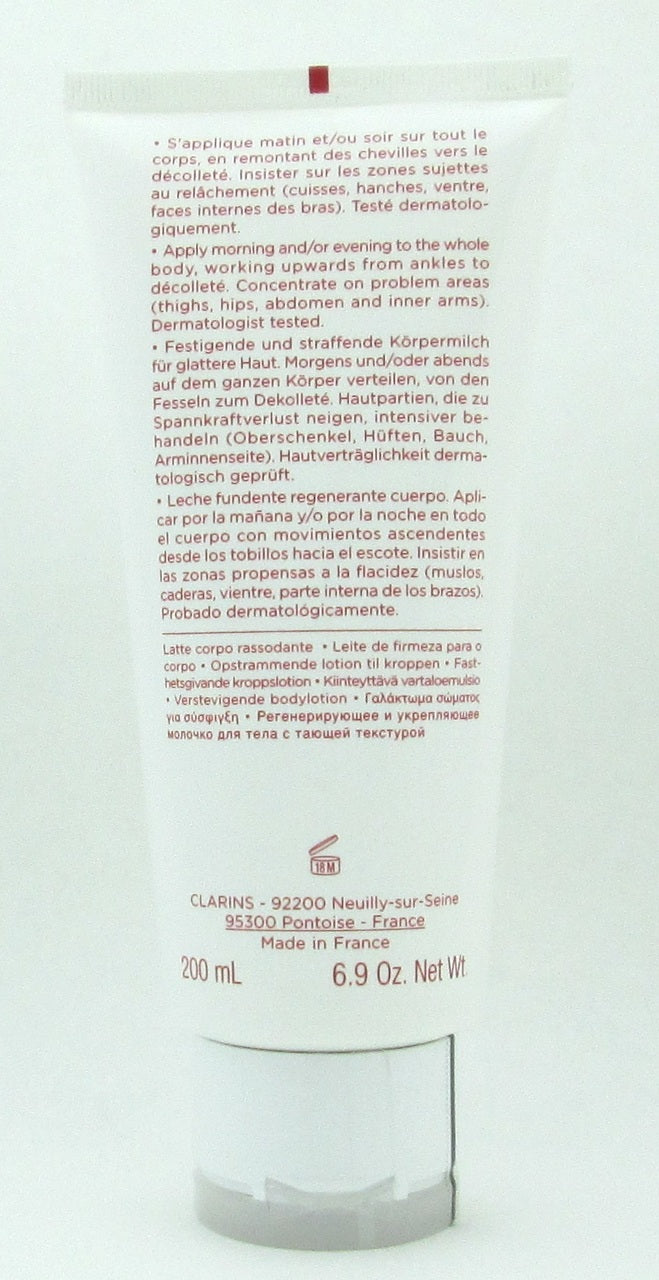 • S'applique matin et/ou soir sur tout le
corps, en remontant des chevilles vers le
décolleté. Insister sur les zones sujettes
au relâchement (cuisses, hanches, ventre,
faces internes des bras). Testé dermatolo-
giquement.
• Apply morning and/or evening to the whole
body, working upwards from ankles to
décolleté. Concentrate on problem areas
(thighs, hips, abdomen and inner arms).
Dermatologist tested.
• Festigende und straffende Körpermilch
für glattere Haut. Morgens und/oder abends
auf dem ganzen Körper verteilen, von den
Fesseln zum Dekolleté. Hautpartien, die zu
Spannkraftverlust neigen, intensiver be-
handeln (Oberschenkel, Hüften, Bauch,
Arminnenseite). Hautverträglichkeit derma-
tologisch geprüft.
• Leche fundente regenerante cuerpo. Apli-
car por la mañana y/o por la noche en todo
el cuerpo con movimientos ascendentes
desde los tobillos hacia el escote. Insistir en
las zonas propensas a la flacidez (muslos,
caderas, vientre, parte interna de los brazos).
Probado dermatológicamente.
Latte corpo rassodante • Leite de firmeza para o
corpo • Opstrammende lotion til kroppen • Fast-
hetsgivande kroppslotion • Kiinteyttävä vartaloemulsio
• Verstevigende bodylotion • Γαλάκτωμα σώματος
για σύσφιγξη • Регенерирующее и укрепляющее
молочко для тела с тающей текстурой
18M
CLARINS - 92200 Neuilly-sur-Seine
95300 Pontoise - France
Made in France
200 mL 6.9 Oz. Net Wt.